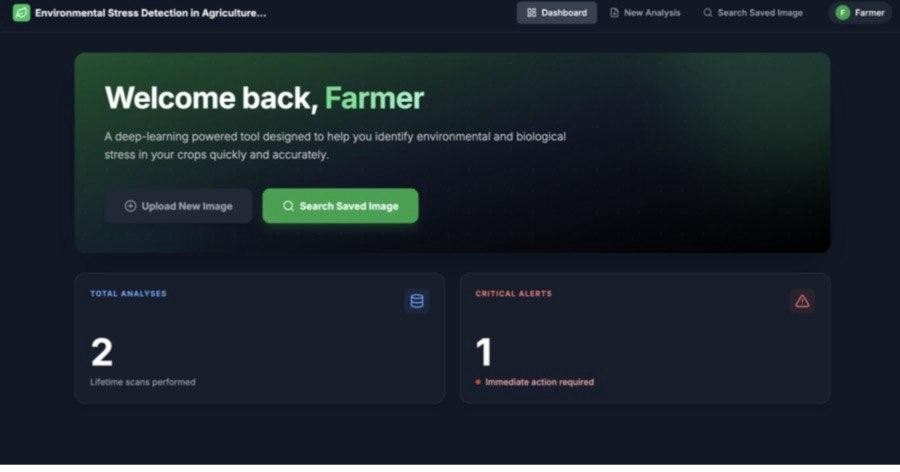 Environmental Stress Detection in Agriculture...
Dashboard
New Analysis
Search Saved Image
F
Farmer
Welcome back, Farmer
A deep-learning powered tool designed to help you identify environmental and biological
stress in your crops quickly and accurately.
Upload New Image
Search Saved Image
TOTAL ANALYSES
2
Lifetime scans performed
CRITICAL ALERTS
1
Immediate action required